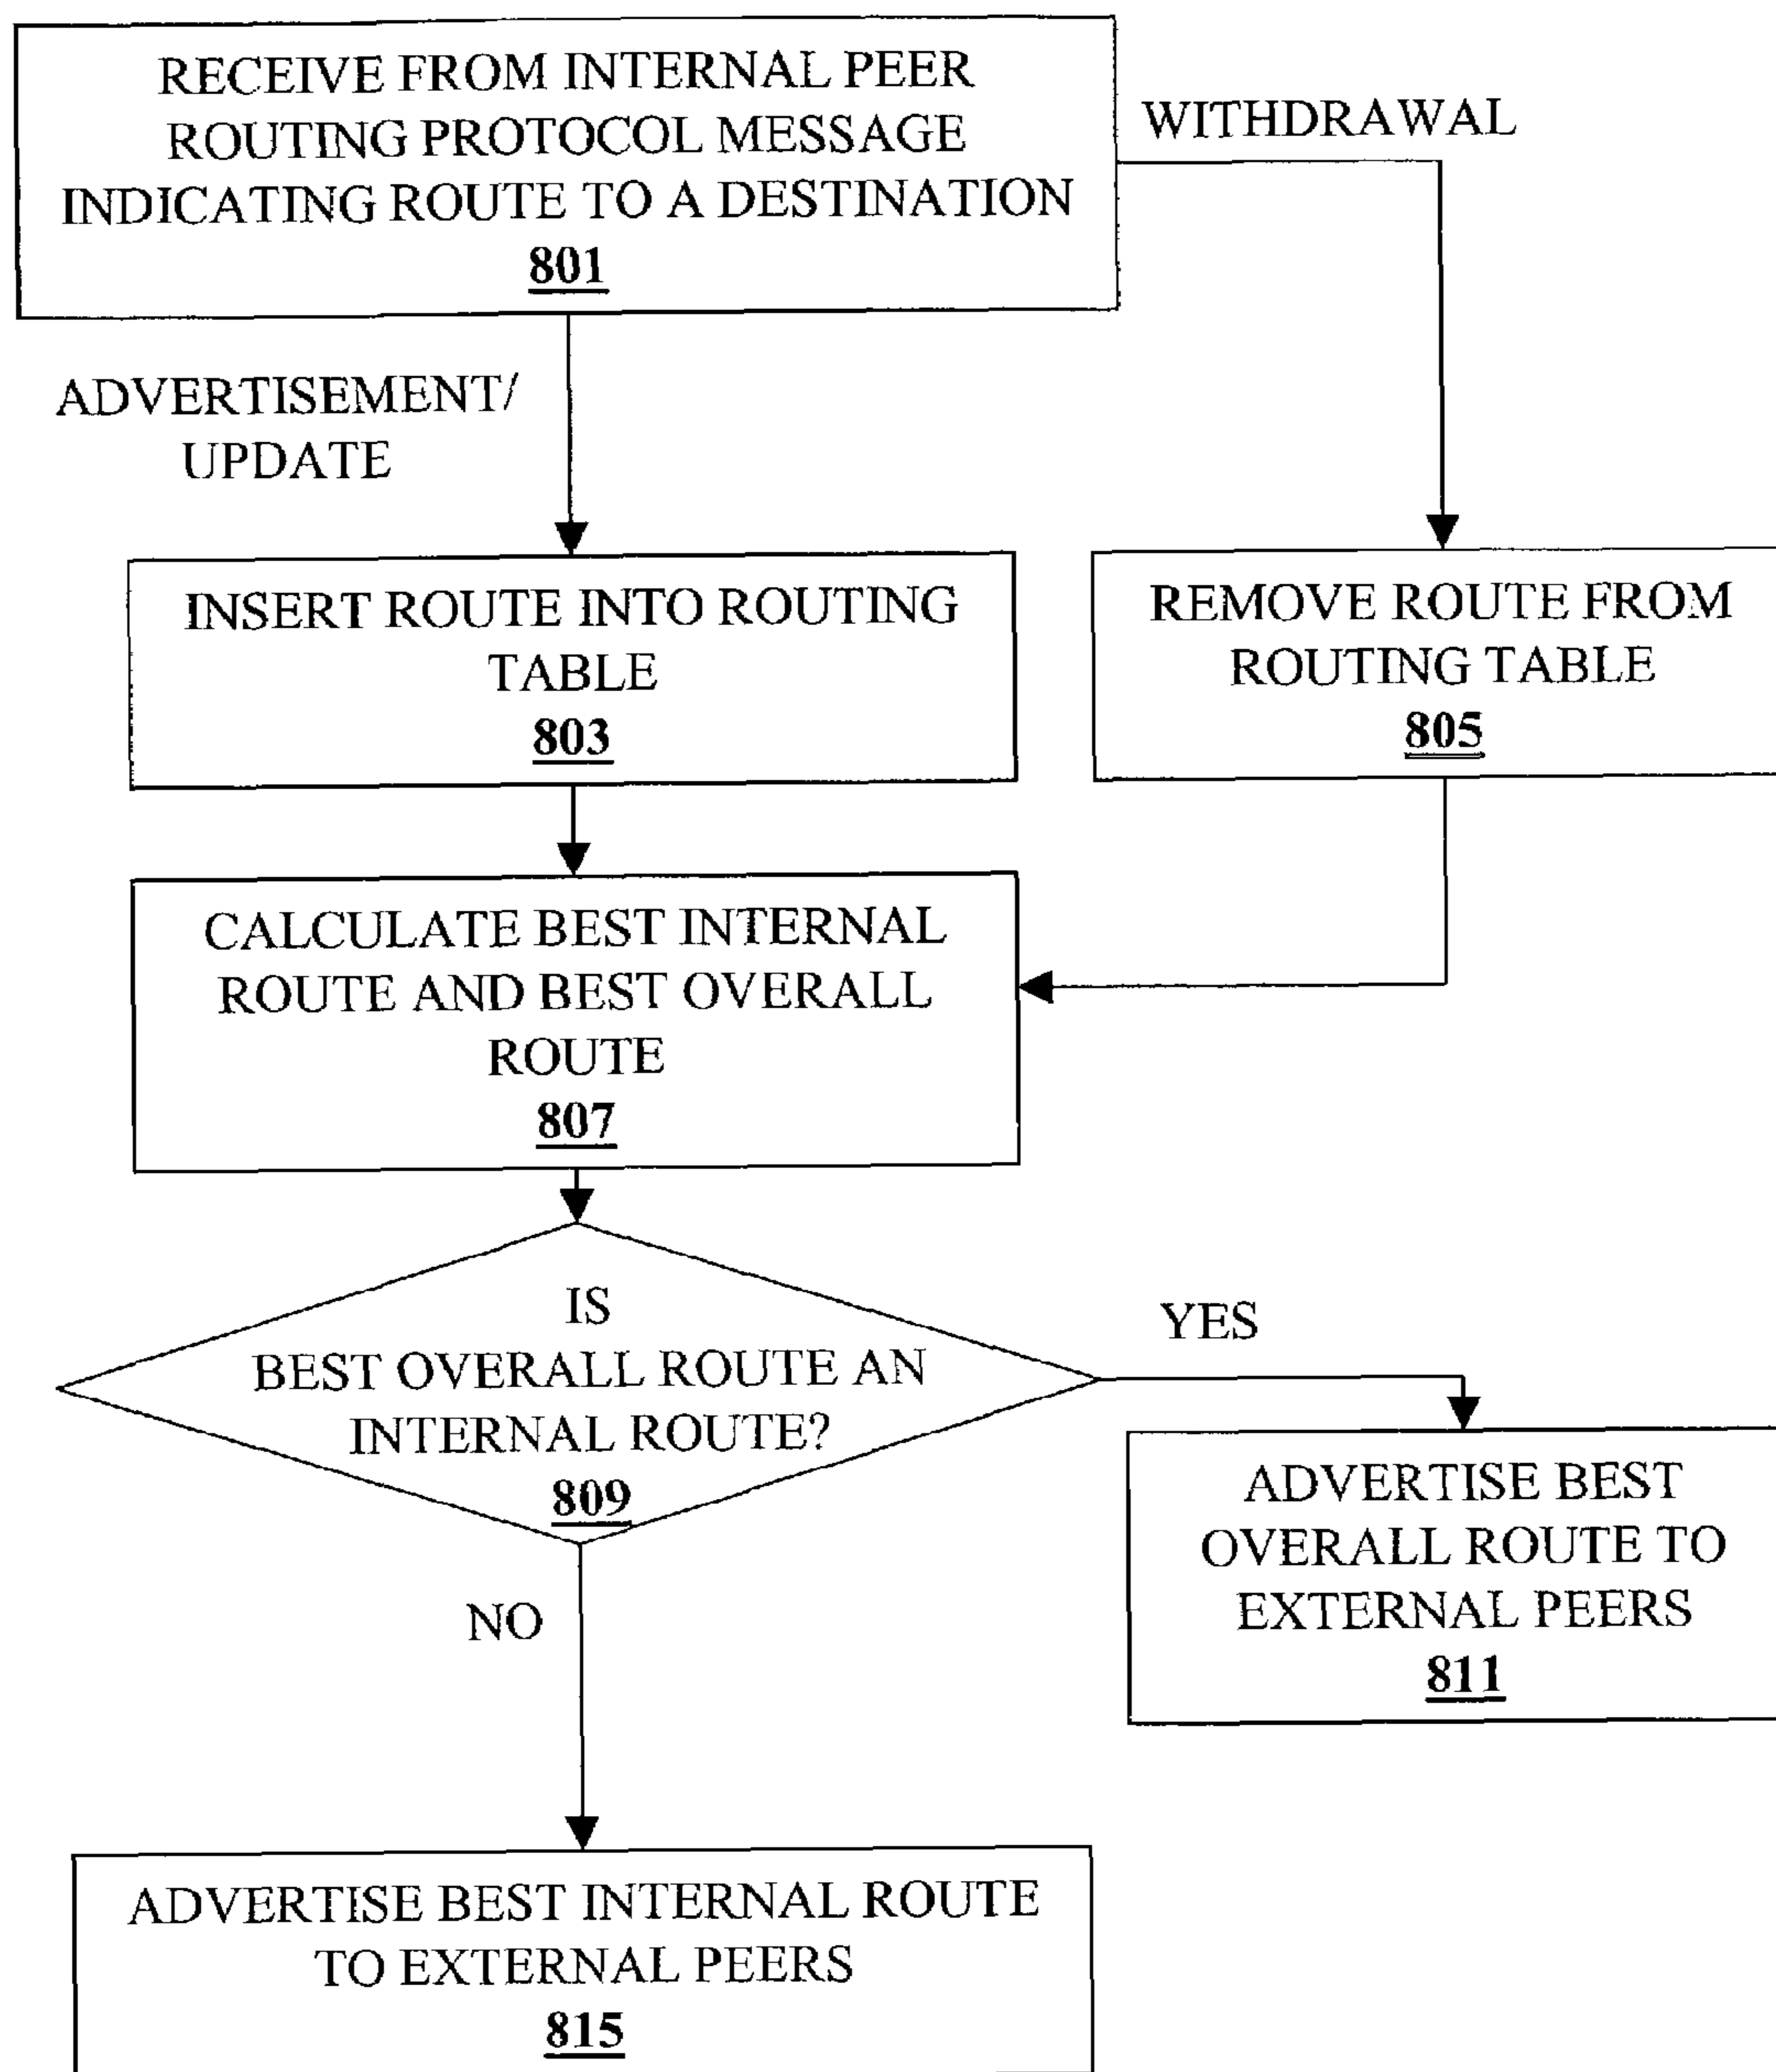 RECEIVE FROM INTERNAL PEER
ROUTING PROTOCOL MESSAGE
INDICATING ROUTE TO A DESTINATION
801
WITHDRAWAL
ADVERTISEMENT/
UPDATE
INSERT ROUTE INTO ROUTING
TABLE
803
REMOVE ROUTE FROM
ROUTING TABLE
805
CALCULATE BEST INTERNAL
ROUTE AND BEST OVERALL
ROUTE
807
IS
BEST OVERALL ROUTE AN
INTERNAL ROUTE?
809
YES
ADVERTISE BEST
OVERALL ROUTE TO
EXTERNAL PEERS
811
NO
ADVERTISE BEST INTERNAL ROUTE
TO EXTERNAL PEERS
815